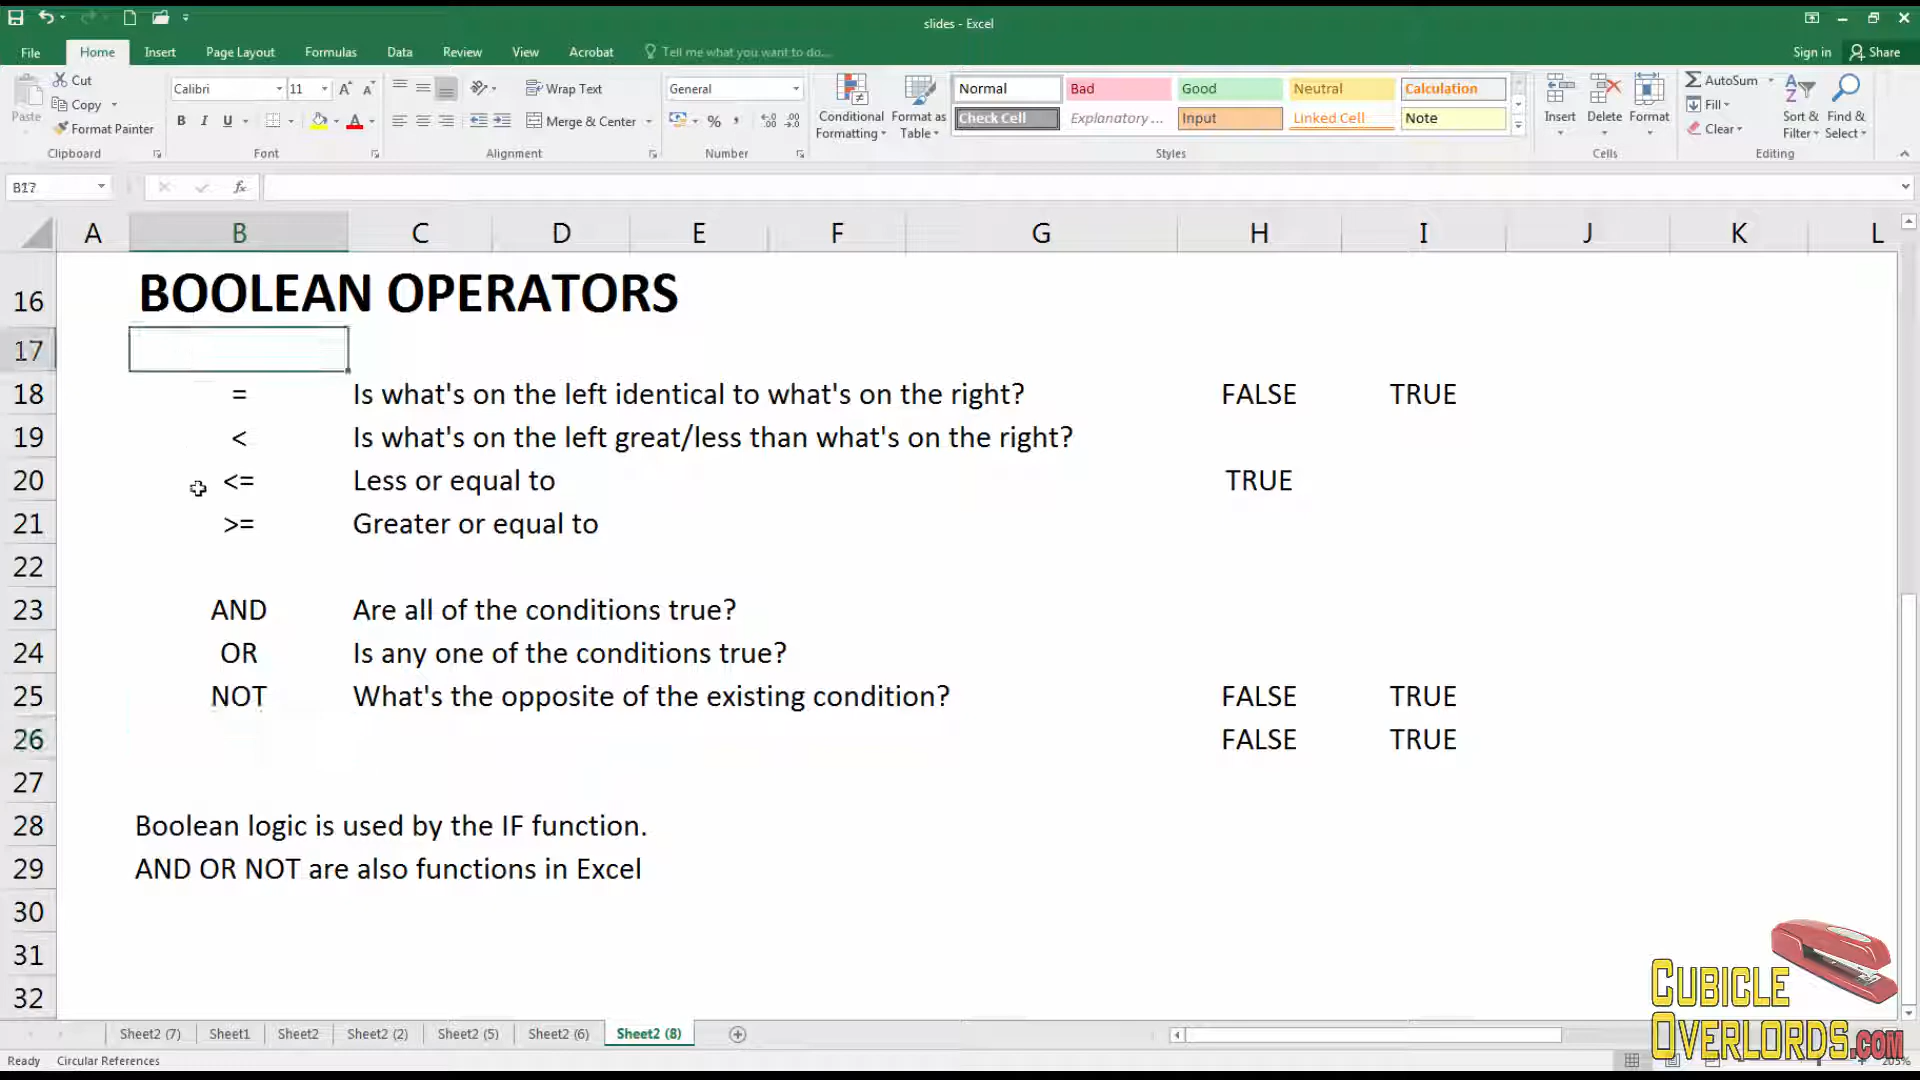 slides - Excel
File Home Insert Page Layout Formulas Data Review View Acrobat Tell me what you want to do... Sign in Share
Paste
Cut
Copy
Format Painter
Clipboard
Calibri 11
B I U
Font
Wrap Text
Merge & Center
Alignment
General
% ,
Number
Conditional Formatting
Format as Table
Normal Bad Good Neutral Calculation
Check Cell Explanatory ... Input Linked Cell Note
Styles
Insert Delete Format
Cells
AutoSum
Fill
Clear
Sort & Filter
Find & Select
Editing
B17 fx
A B C D E F G H I J K L
16 BOOLEAN OPERATORS
17
18 = Is what's on the left identical to what's on the right? FALSE TRUE
19 < Is what's on the left great/less than what's on the right?
20 <= Less or equal to TRUE
21 >= Greater or equal to
22
23 AND Are all of the conditions true?
24 OR Is any one of the conditions true?
25 NOT What's the opposite of the existing condition? FALSE TRUE
26 FALSE TRUE
27
28 Boolean logic is used by the IF function.
29 AND OR NOT are also functions in Excel
30
31
32
CUBICLE
OVERLORDS.COM
Sheet2 (7) Sheet1 Sheet2 Sheet2 (2) Sheet2 (5) Sheet2 (6) Sheet2 (8)
Ready Circular References 205%